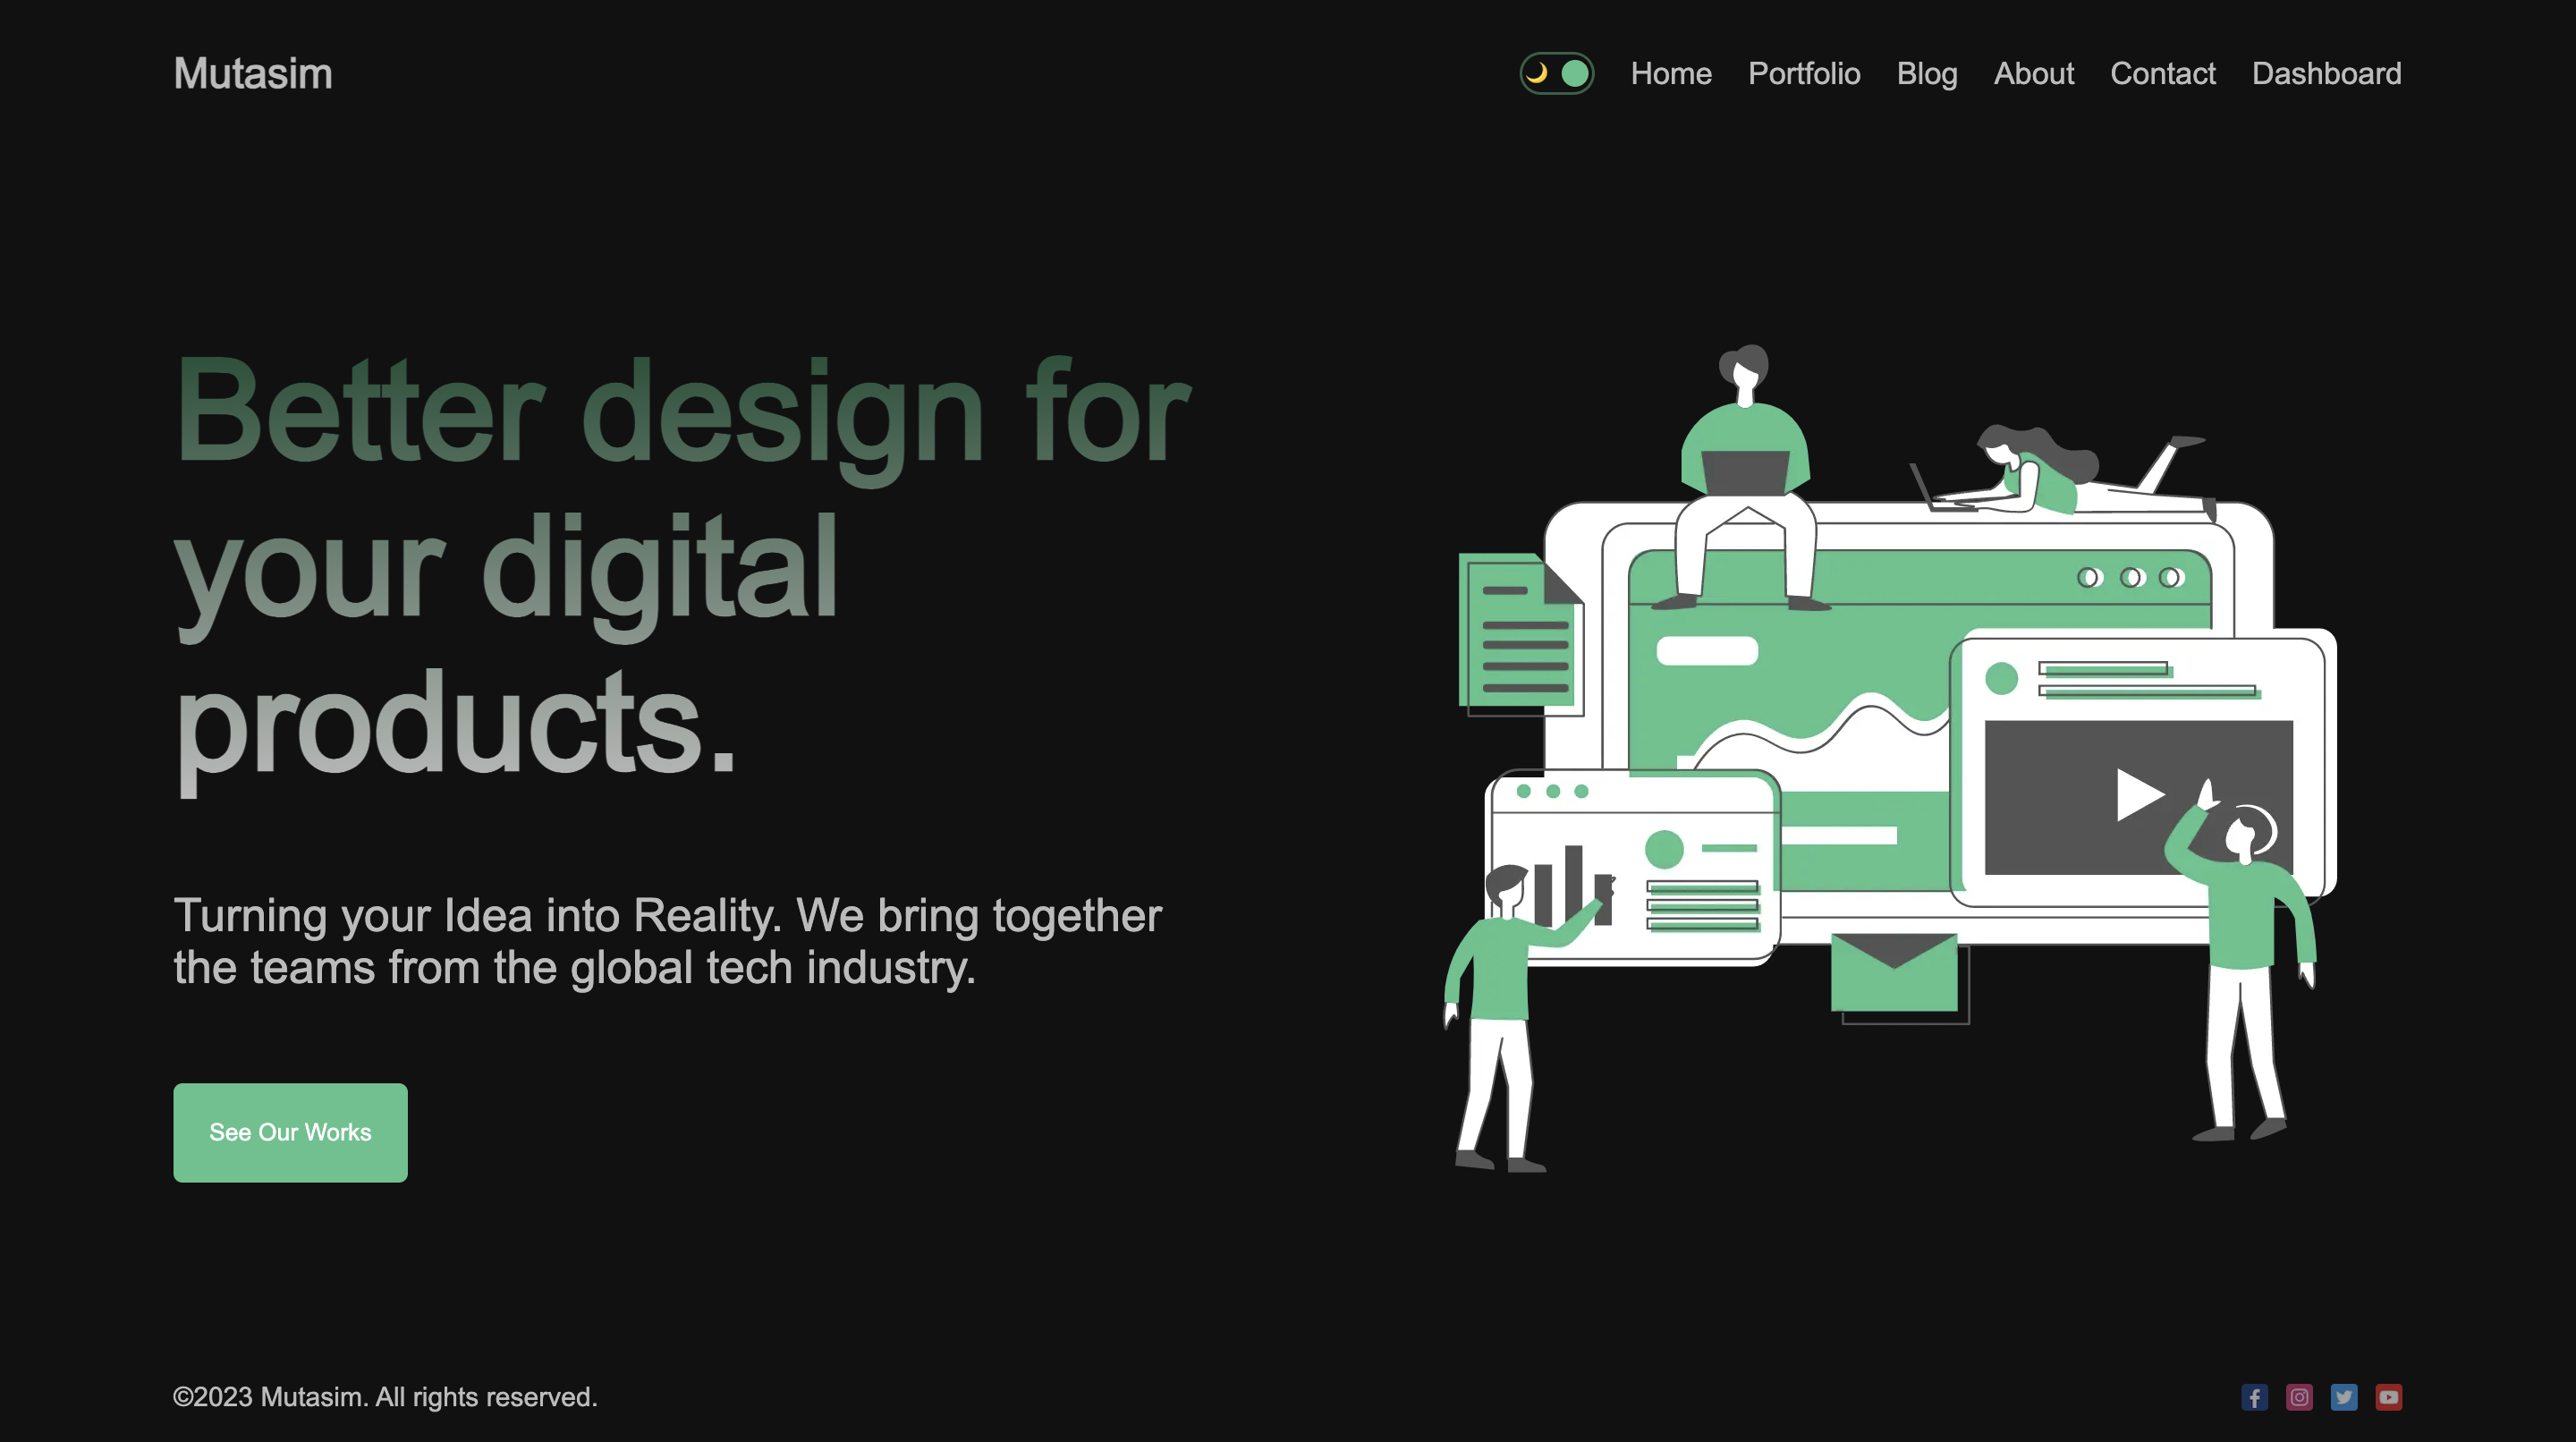 Mutasim
Home Portfolio Blog About Contact Dashboard
Better design for
your digital
products.
Turning your Idea into Reality. We bring together
the teams from the global tech industry.
See Our Works
©2023 Mutasim. All rights reserved.